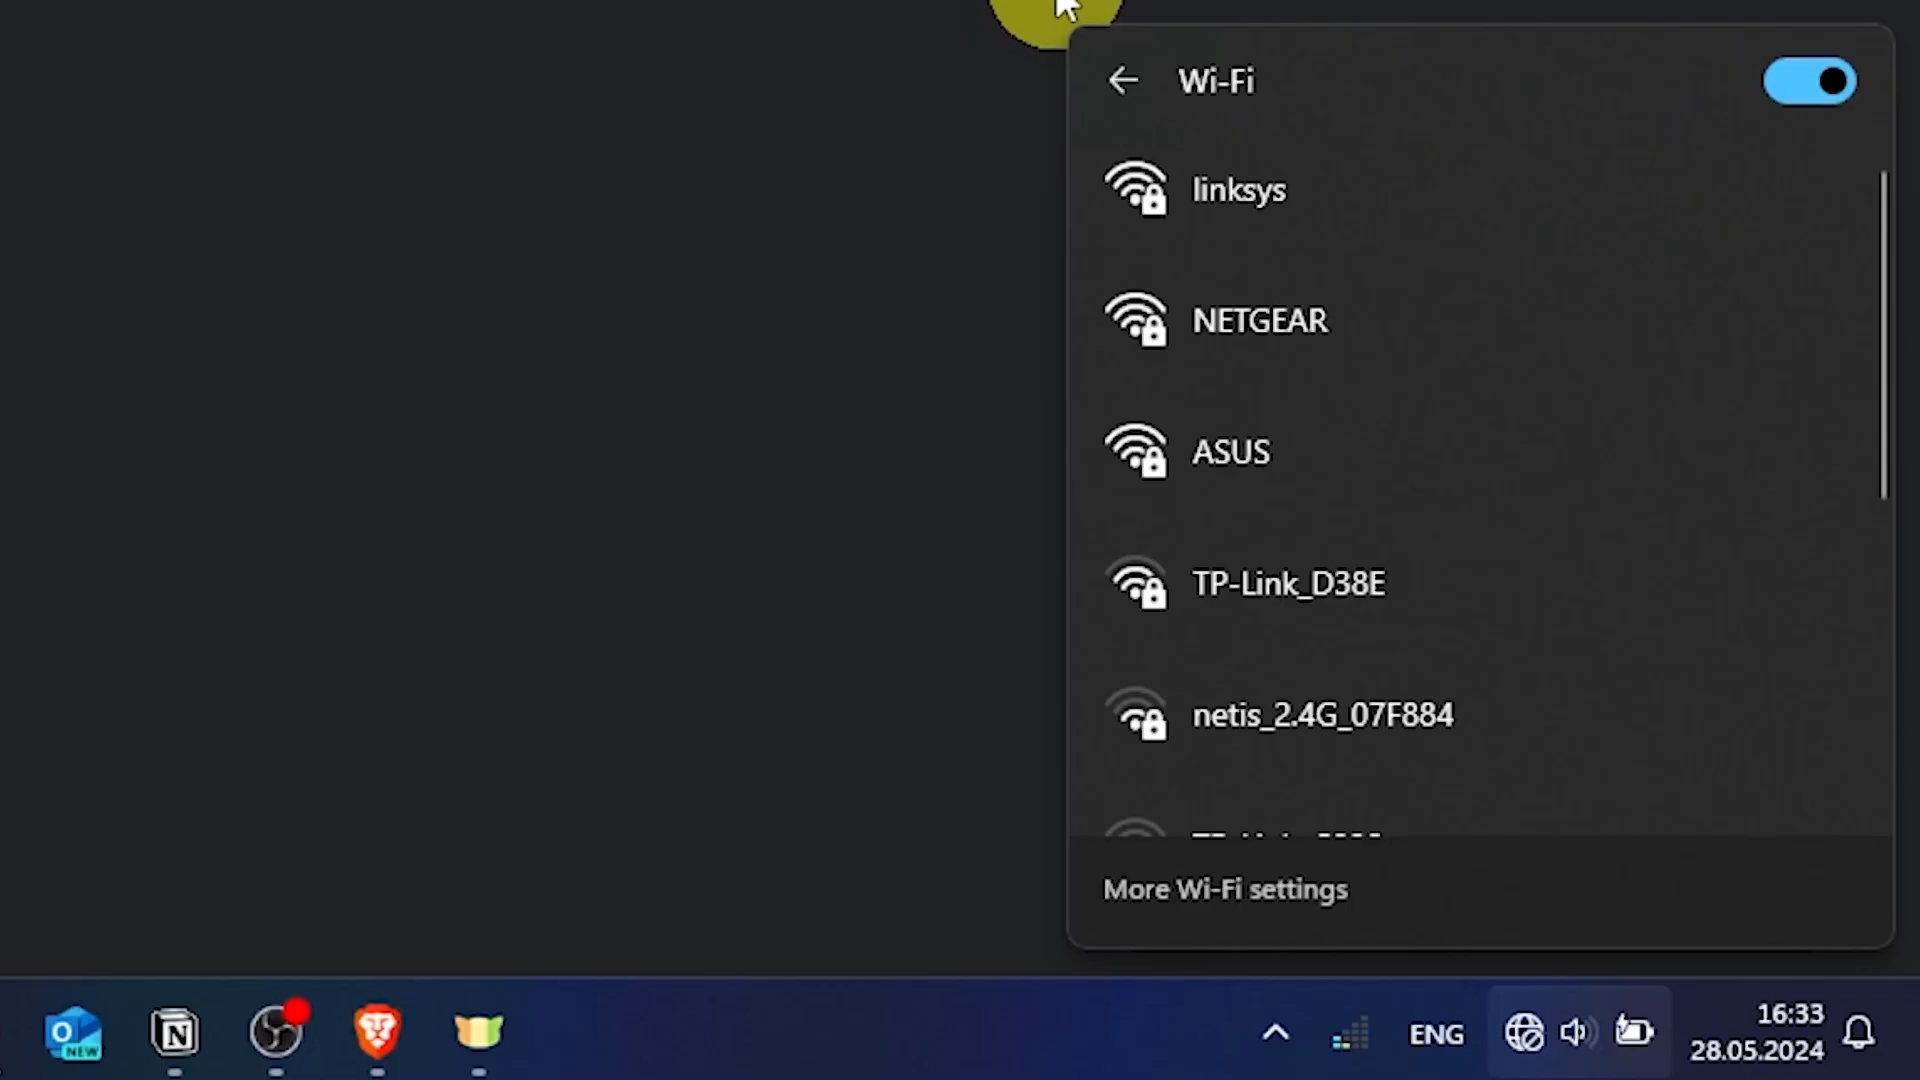 Wi-Fi
linksys
NETGEAR
ASUS
TP-Link_D38E
netis_2.4G_07F884
More Wi-Fi settings
O
NEW
N
ENG
16:33
28.05.2024